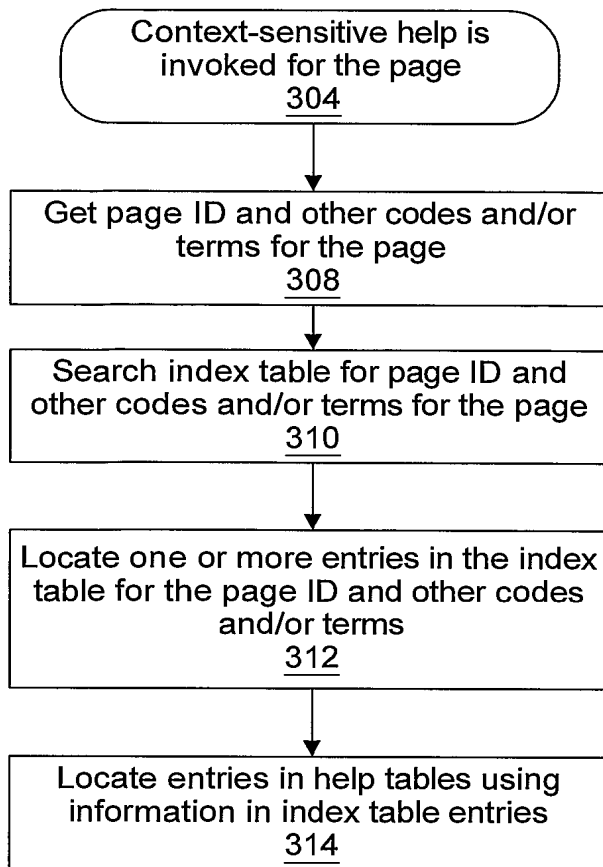 Context-sensitive help is
invoked for the page
304
Get page ID and other codes and/or
terms for the page
308
Search index table for page ID and
other codes and/or terms for the page
310
Locate one or more entries in the index
table for the page ID and other codes
and/or terms
312
Locate entries in help tables using
information in index table entries
314